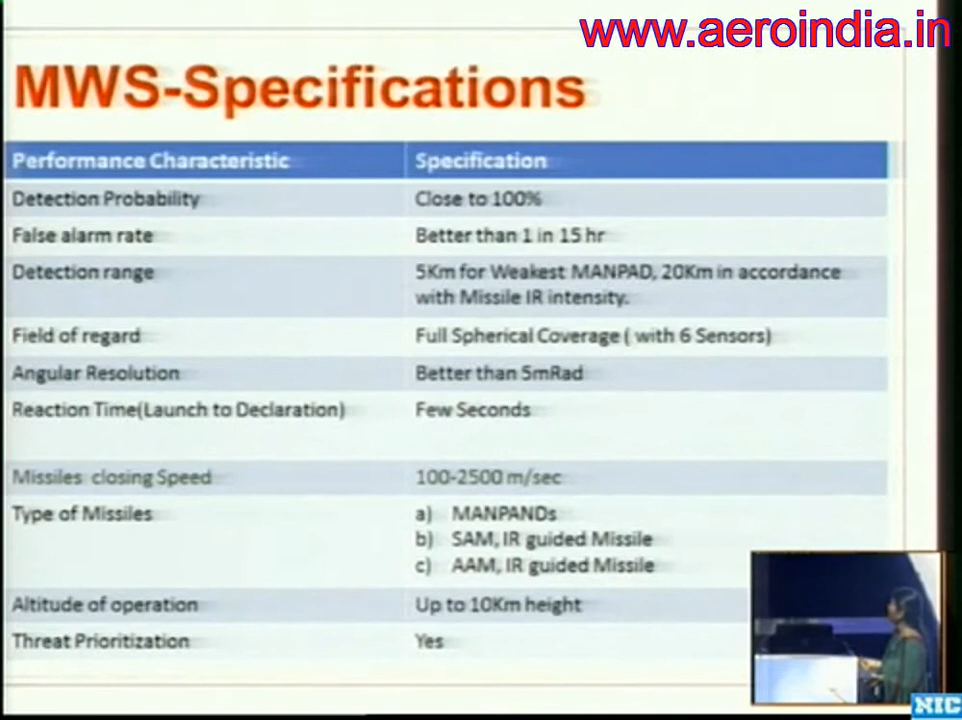 www.aeroindia.in
MWS-Specifications
Performance Characteristic Specification
Detection Probability Close to 100%
False alarm rate Better than 1 in 15 hr
Detection range 5Km for Weakest MANPAD, 20Km in accordance
with Missile IR intensity.
Field of regard Full Spherical Coverage ( with 6 Sensors)
Angular Resolution Better than 5mRad
Reaction Time(Launch to Declaration) Few Seconds
Missiles closing Speed 100-2500 m/sec
Type of Missiles a) MANPANDs
b) SAM, IR guided Missile
c) AAM, IR guided Missile
Altitude of operation Up to 10Km height
Threat Prioritization Yes
NIC